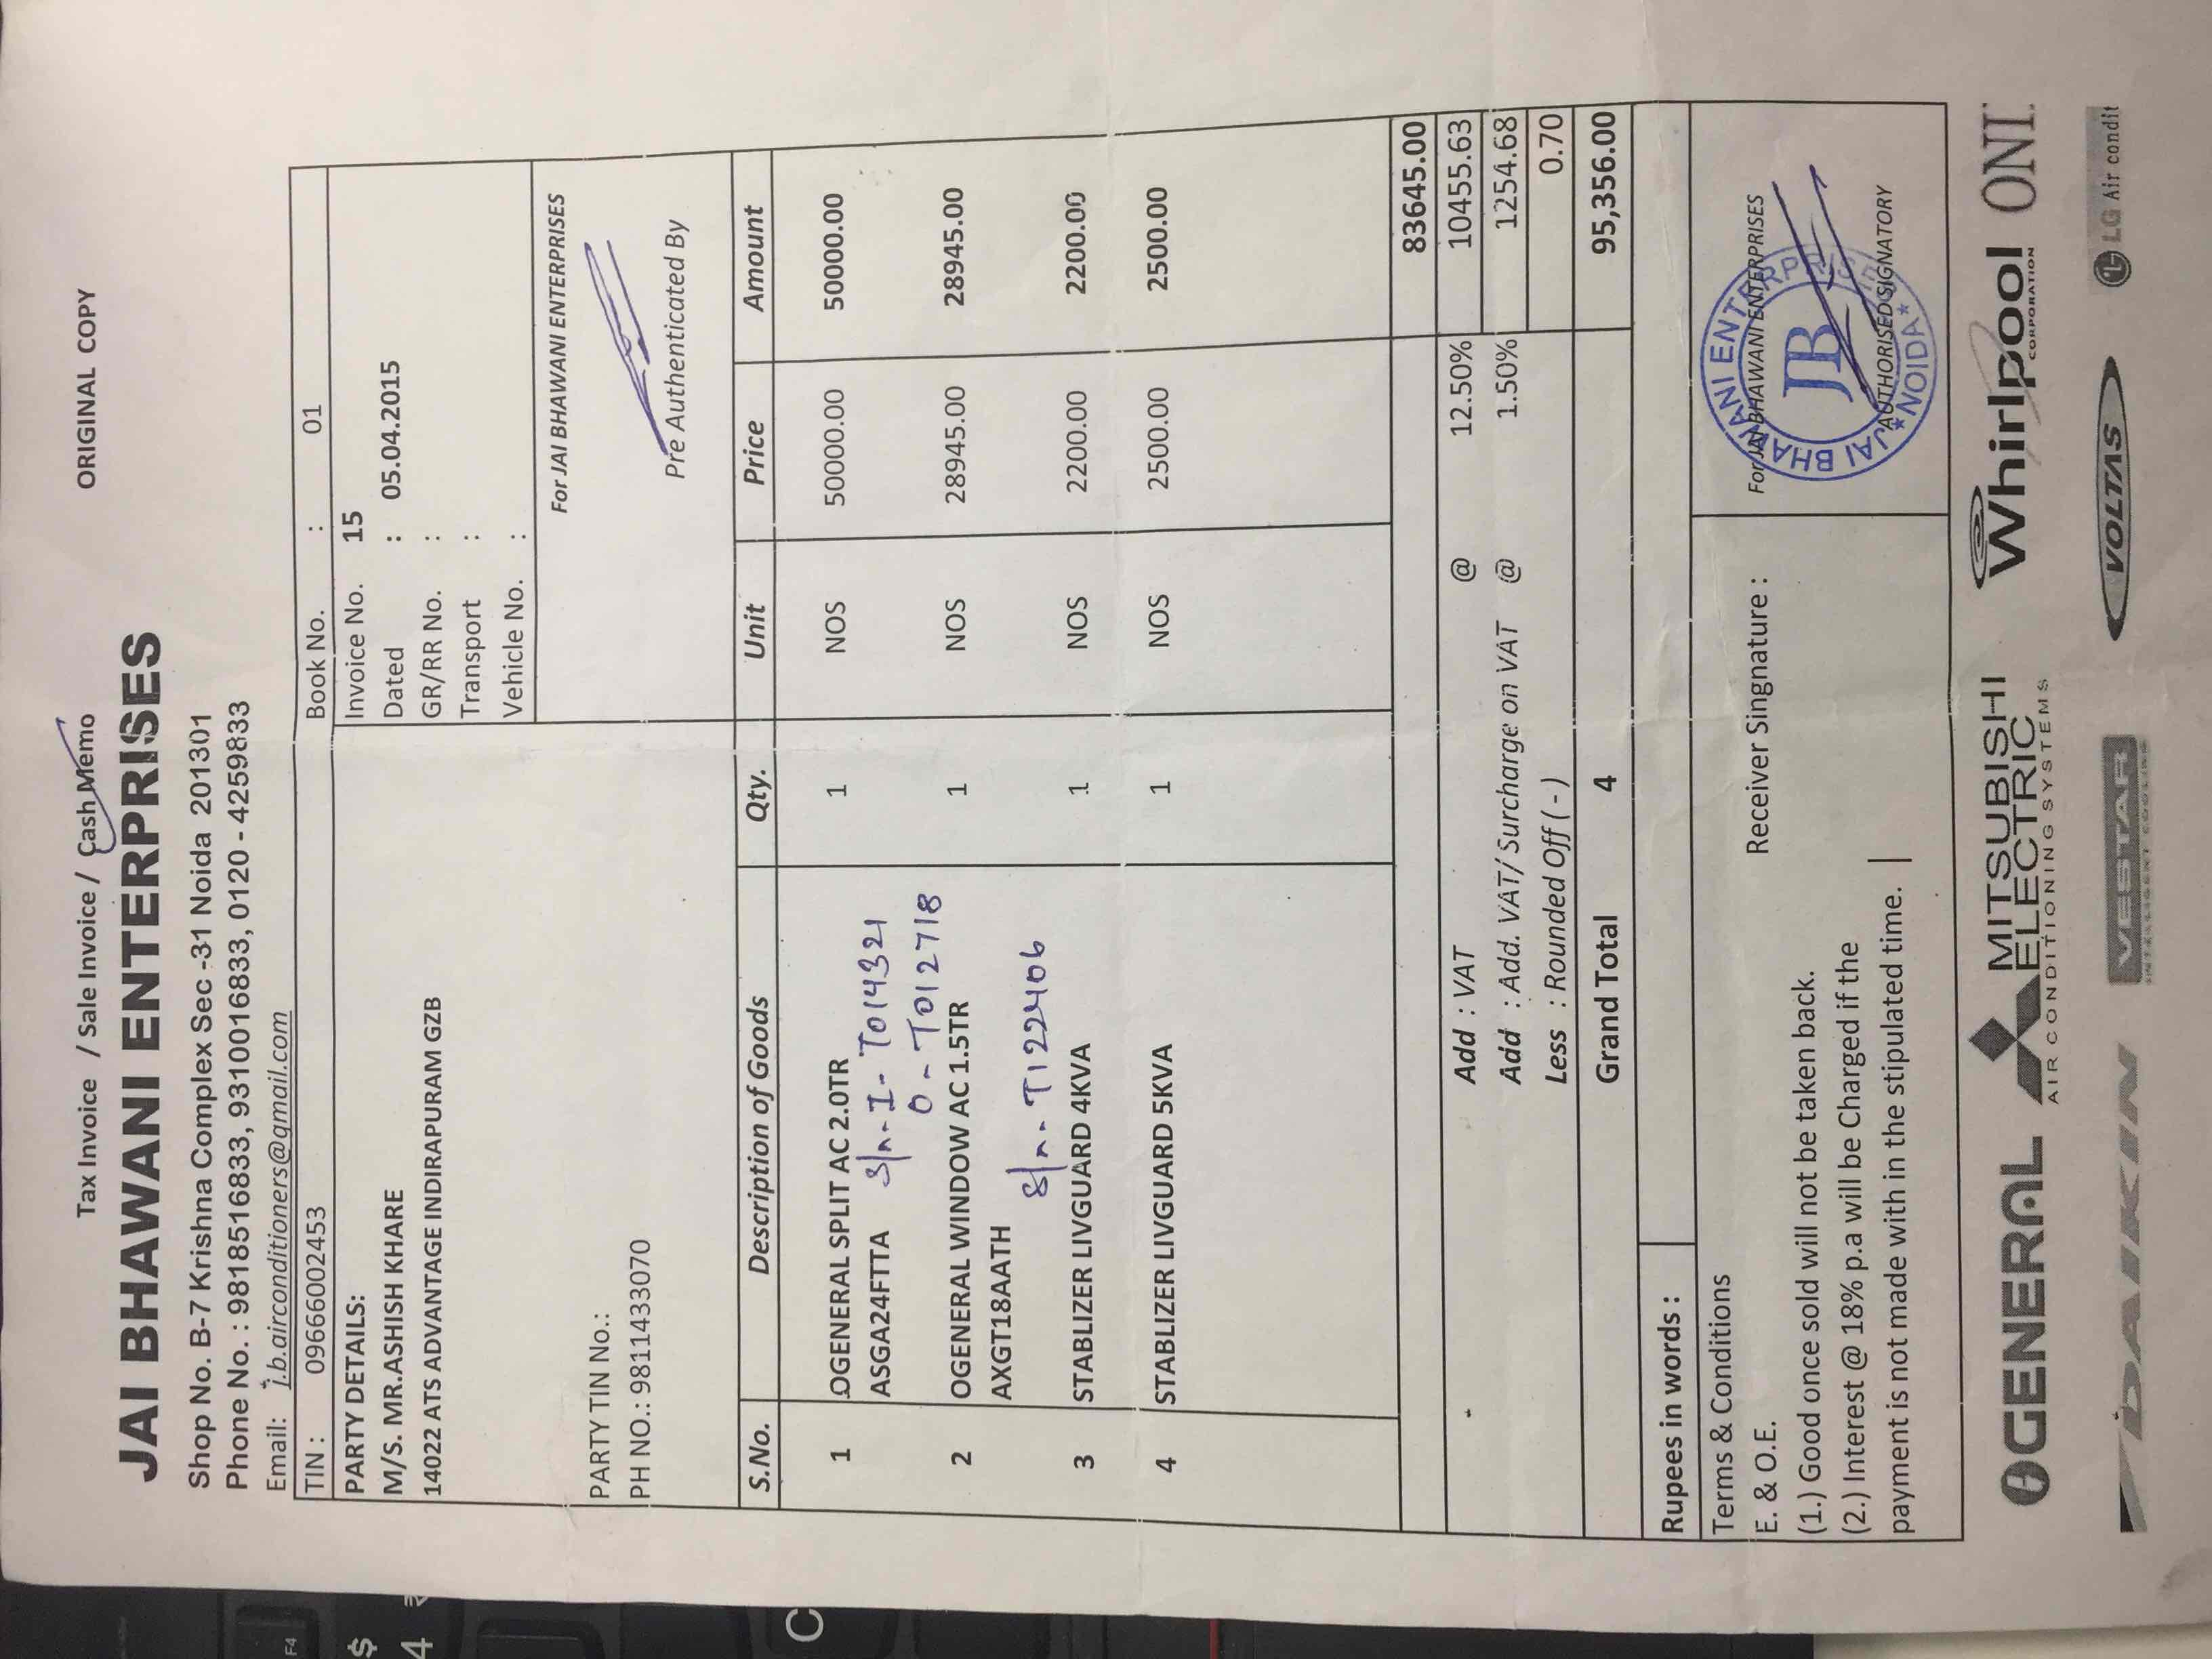 Tax Invoice / Sale Invoice / Cash Memo ORIGINAL COPY
JAI BHAWANI ENTERPRISES
Shop No. B-7 Krishna Complex Sec -31 Noida 201301
Phone No. : 9818516833, 9310016833, 0120 - 4259833
Email: j.b.airconditioners@gmail.com
TIN : 09666002453 Book No. : 01
PARTY DETAILS: Invoice No. 15
M/S. MR.ASHISH KHARE Dated : 05.04.2015
14022 ATS ADVANTAGE INDIRAPURAM GZB GR/RR No. :
Transport :
Vehicle No. :
For JAI BHAWANI ENTERPRISES
PARTY TIN No.:
PH NO.: 9811433070
Pre Authenticated By
S.No. Description of Goods Qty. Unit Price Amount
1 OGENERAL SPLIT AC 2.0TR 1 NOS 50000.00 50000.00
ASGA24FTTA S/n- I - T014321
O - T012718
2 OGENERAL WINDOW AC 1.5TR 1 NOS 28945.00 28945.00
AXGT18AATH
S/n- T122406
3 STABLIZER LIVGUARD 4KVA 1 NOS 2200.00 2200.00
4 STABLIZER LIVGUARD 5KVA 1 NOS 2500.00 2500.00
83645.00
Add : VAT @ 12.50% 10455.63
Add : Add. VAT/ Surcharge on VAT @ 1.50% 1254.68
Less : Rounded Off ( - ) 0.70
Grand Total 4 95,356.00
Rupees in words :
Terms & Conditions
E. & O.E. Receiver Singnature : For JAI BHAWANI ENTERPRISES
(1.) Good once sold will not be taken back.
(2.) Interest @ 18% p.a will be Charged if the
payment is not made with in the stipulated time. AUTHORISED SIGNATORY
JAI BHAWANI ENTERPRISES
JB
*NOIDA*
OGENERAL MITSUBISHI ELECTRIC AIR CONDITIONING SYSTEMS Whirlpool CORPORATION ONI
DAIKIN VESTAR INTELLIGENT COOLING VOLTAS LG Air condit
F4
$
4 ₹
C